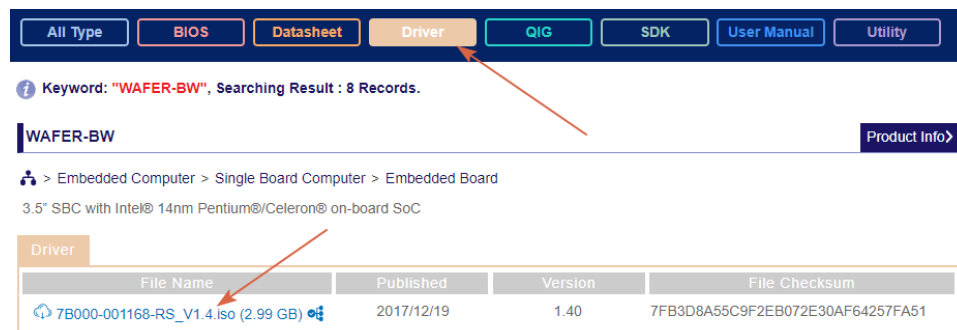 All Type BIOS Datasheet Driver QIG SDK User Manual Utility
Keyword: "WAFER-BW", Searching Result : 8 Records.
WAFER-BW Product Info
> Embedded Computer > Single Board Computer > Embedded Board
3.5" SBC with Intel® 14nm Pentium®/Celeron® on-board SoC
Driver
File Name Published Version File Checksum
7B000-001168-RS_V1.4.iso (2.99 GB) 2017/12/19 1.40 7FB3D8A55C9F2EB072E30AF64257FA51